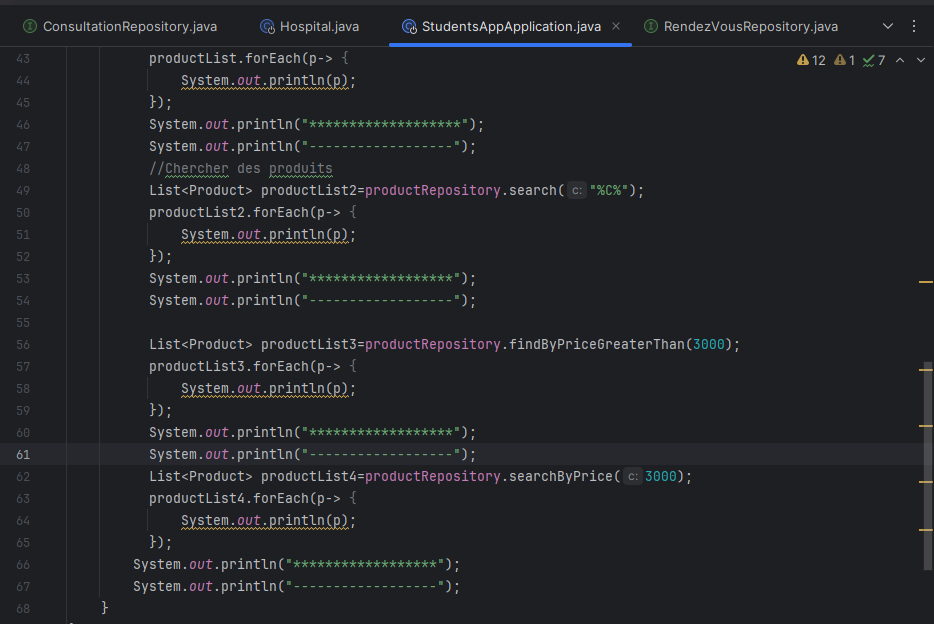 ConsultationRepository.java Hospital.java StudentsAppApplication.java RendezVousRepository.java
12 1 7
43 productList.forEach(p-> {
44 System.out.println(p);
45 });
46 System.out.println("*******************");
47 System.out.println("------------------");
48 //Chercher des produits
49 List<Product> productList2=productRepository.search( c: "%C%");
50 productList2.forEach(p-> {
51 System.out.println(p);
52 });
53 System.out.println("******************");
54 System.out.println("------------------");
55
56 List<Product> productList3=productRepository.findByPriceGreaterThan(3000);
57 productList3.forEach(p-> {
58 System.out.println(p);
59 });
60 System.out.println("******************");
61 System.out.println("------------------");
62 List<Product> productList4=productRepository.searchByPrice( c: 3000);
63 productList4.forEach(p-> {
64 System.out.println(p);
65 });
66 System.out.println("******************");
67 System.out.println("------------------");
68 }